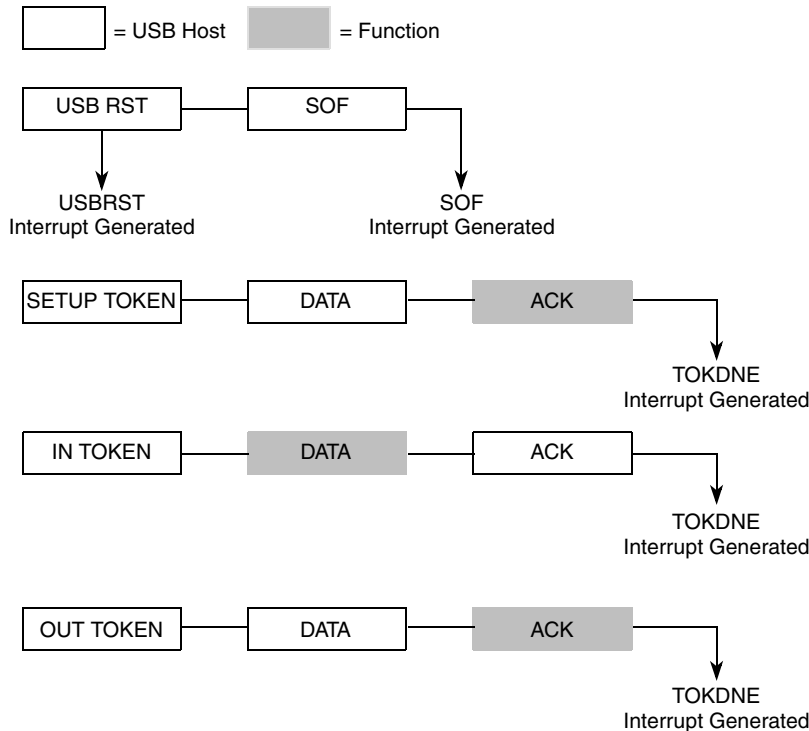 = USB Host = Function
USB RST SOF
USBRST
Interrupt Generated
SOF
Interrupt Generated
SETUP TOKEN DATA ACK
TOKDNE
Interrupt Generated
IN TOKEN DATA ACK
TOKDNE
Interrupt Generated
OUT TOKEN DATA ACK
TOKDNE
Interrupt Generated